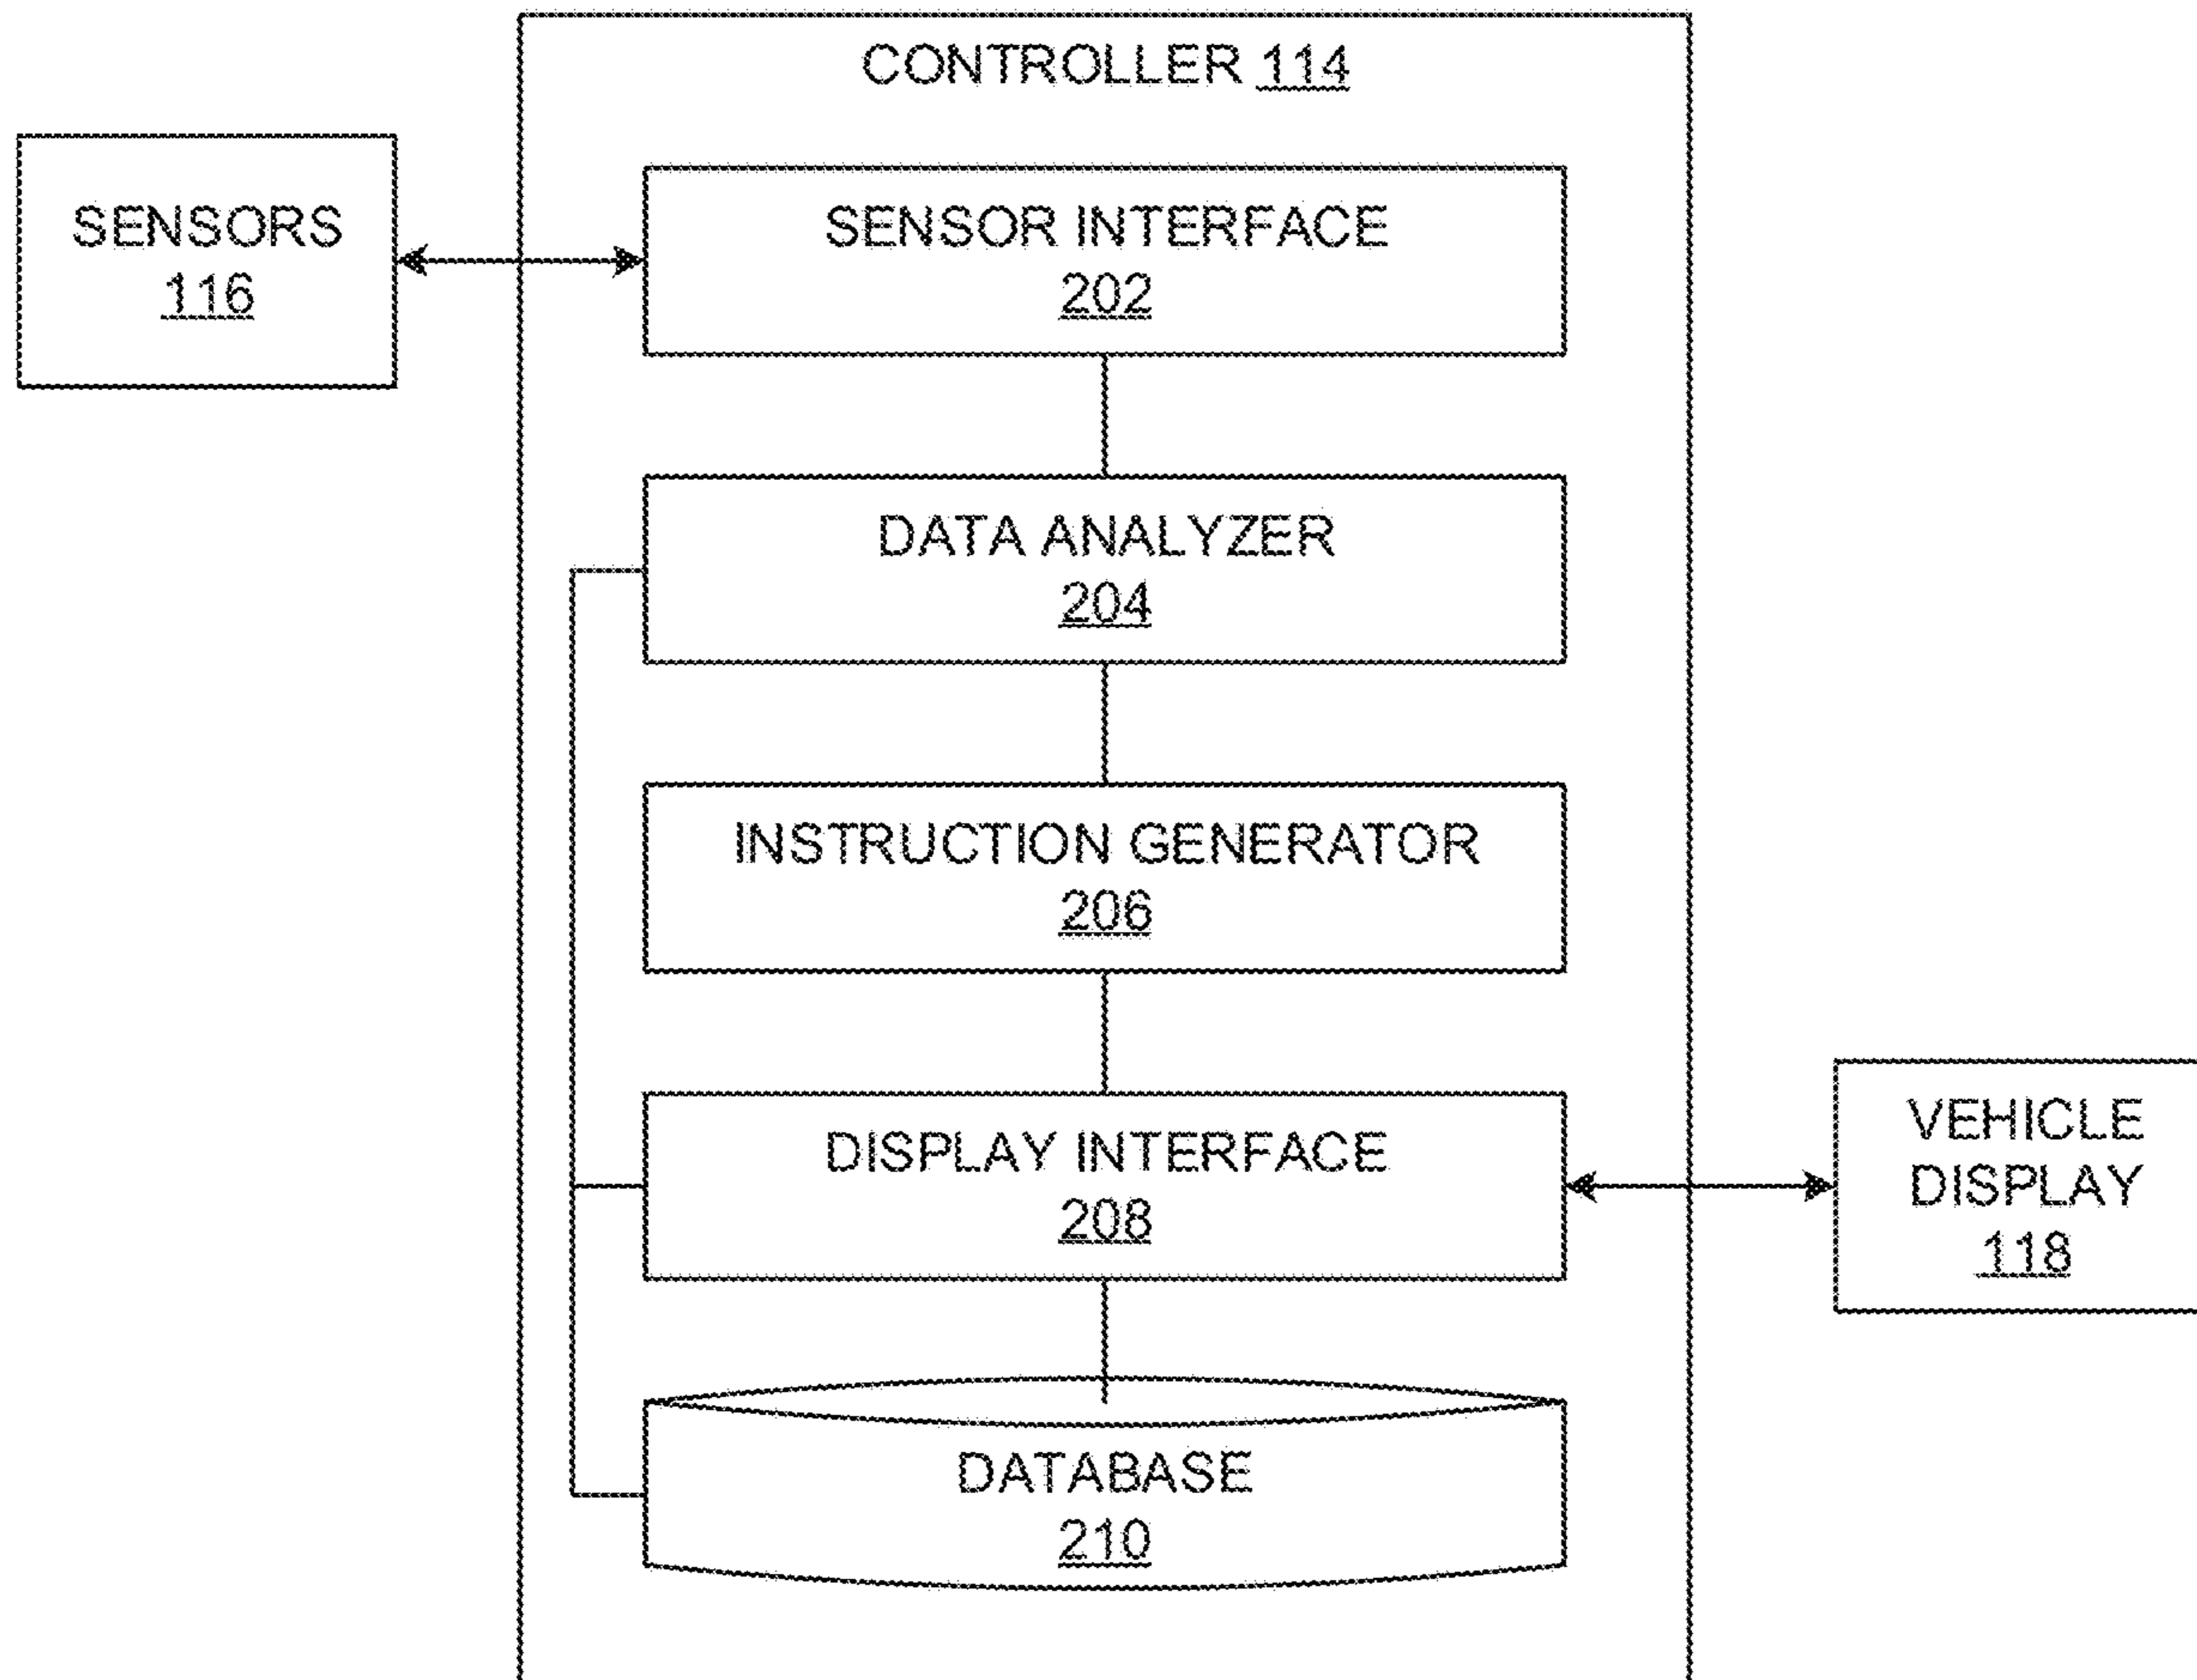 CONTROLLER 114
SENSORS
116
SENSOR INTERFACE
202
DATA ANALYZER
204
INSTRUCTION GENERATOR
206
DISPLAY INTERFACE
208
VEHICLE
DISPLAY
118
DATABASE
210